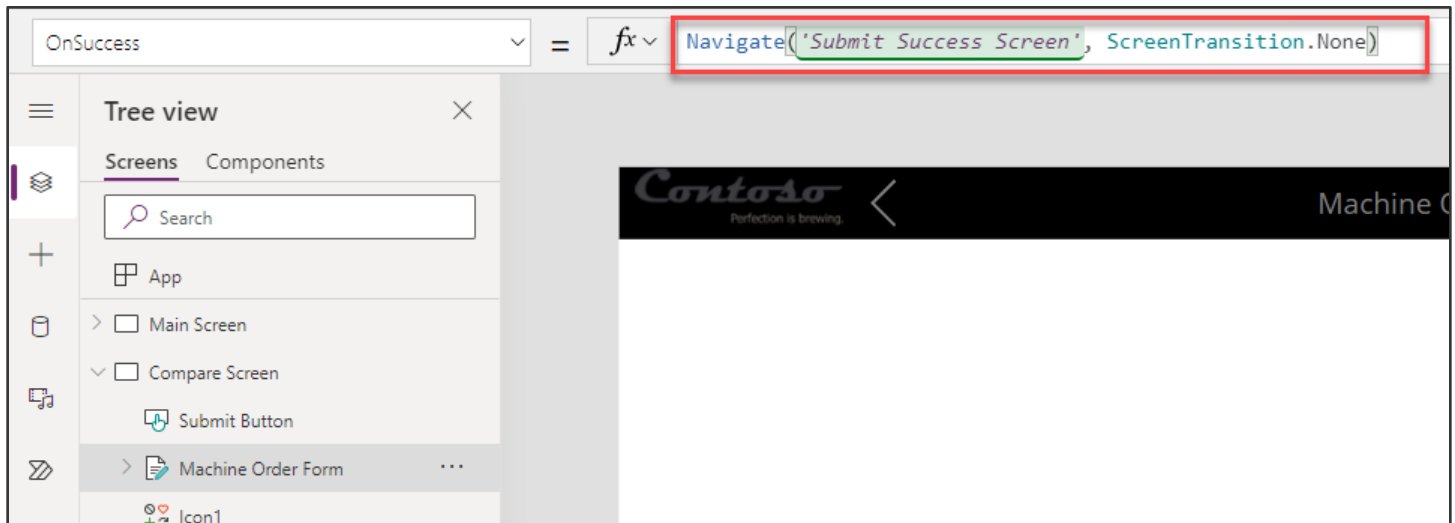 OnSuccess = fx Navigate('Submit Success Screen', ScreenTransition.None)
Tree view
Screens Components
Search
App
Main Screen
Compare Screen
Submit Button
Machine Order Form
Icon1
Contoso
Perfection is brewing.
Machine